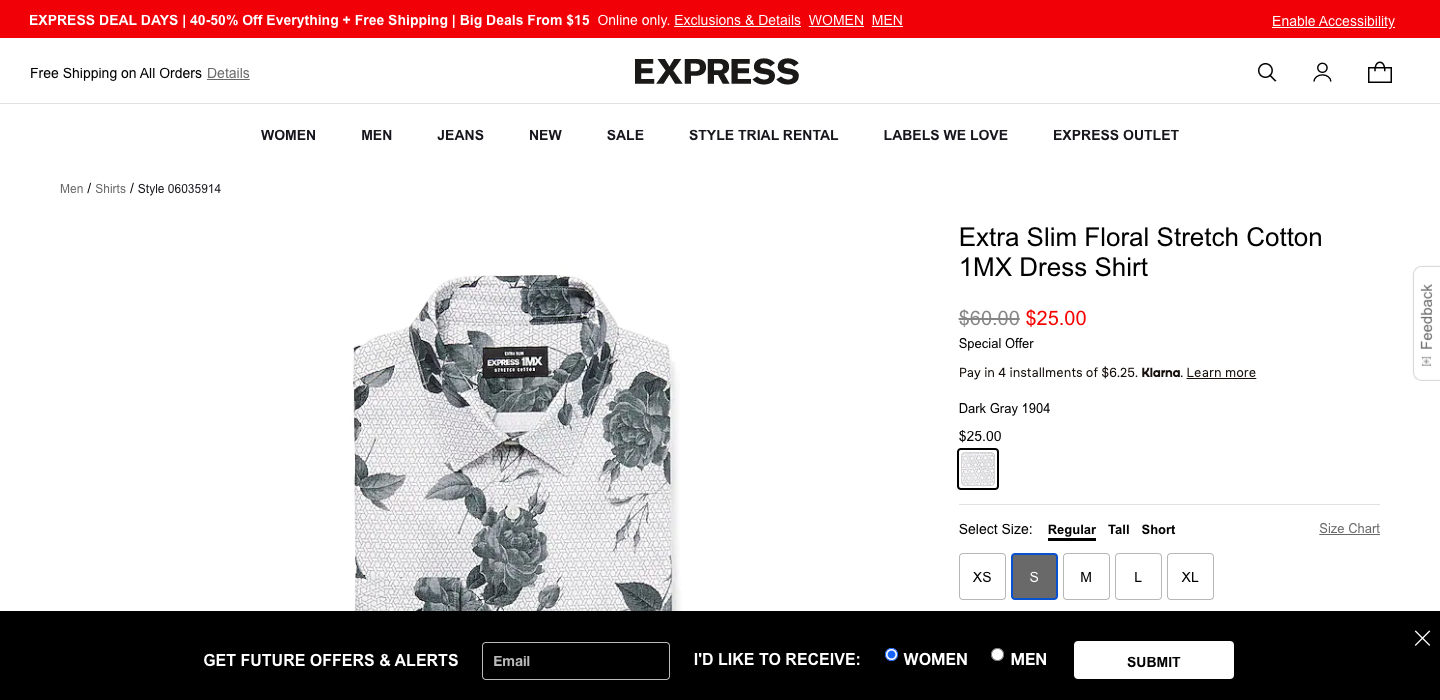 EXPRESS DEAL DAYS | 40-50% Off Everything + Free Shipping | Big Deals From $15 Online only. Exclusions & Details WOMEN MEN
Enable Accessibility
Free Shipping on All Orders Details
EXPRESS
WOMEN MEN JEANS NEW SALE STYLE TRIAL RENTAL LABELS WE LOVE EXPRESS OUTLET
Men / Shirts / Style 06035914
EXTRA SLIM
EXPRESS 1MX
STRETCH COTTON
Extra Slim Floral Stretch Cotton
1MX Dress Shirt
$60.00 $25.00
Special Offer
Pay in 4 installments of $6.25. Klarna. Learn more
Dark Gray 1904
$25.00
Select Size: Regular Tall Short Size Chart
XS S M L XL
Feedback
GET FUTURE OFFERS & ALERTS Email I'D LIKE TO RECEIVE: WOMEN MEN SUBMIT